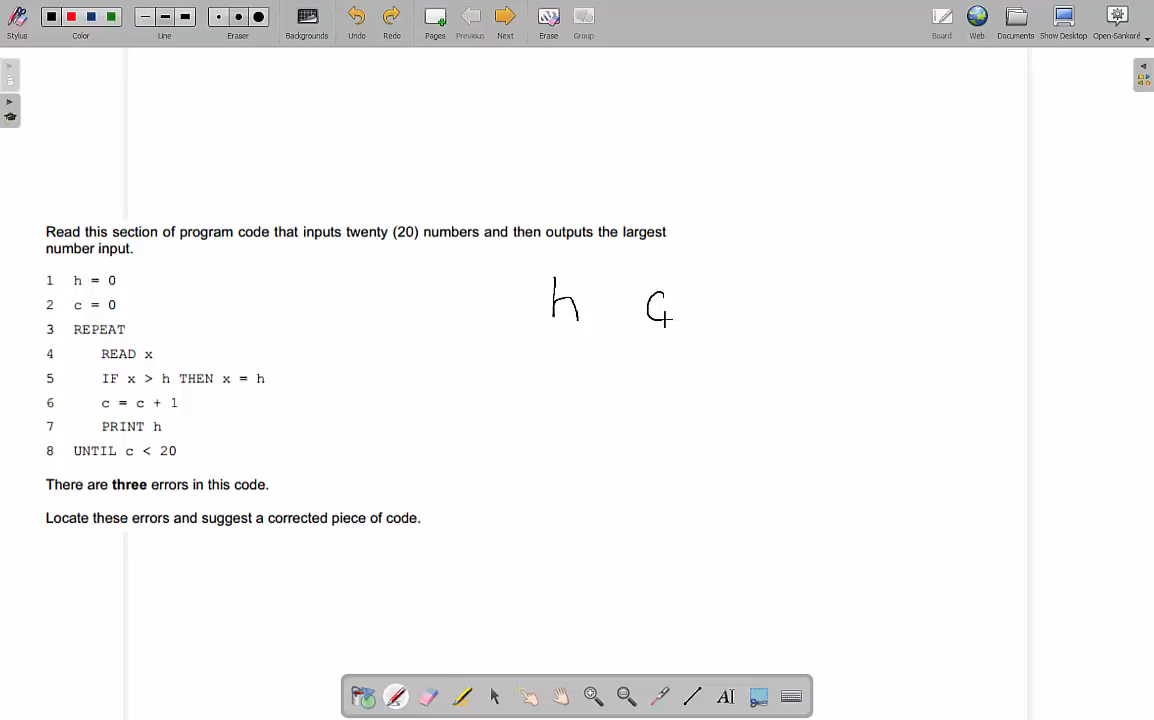 Stylus Color Line Eraser Backgrounds Undo Redo Pages Previous Next Erase Group Board Web Documents Show Desktop Open-Sankoré
Read this section of program code that inputs twenty (20) numbers and then outputs the largest
number input.
1 h = 0
2 c = 0
3 REPEAT
4 READ x
5 IF x > h THEN x = h
6 c = c + 1
7 PRINT h
8 UNTIL c < 20
There are three errors in this code.
Locate these errors and suggest a corrected piece of code.
h c
AI